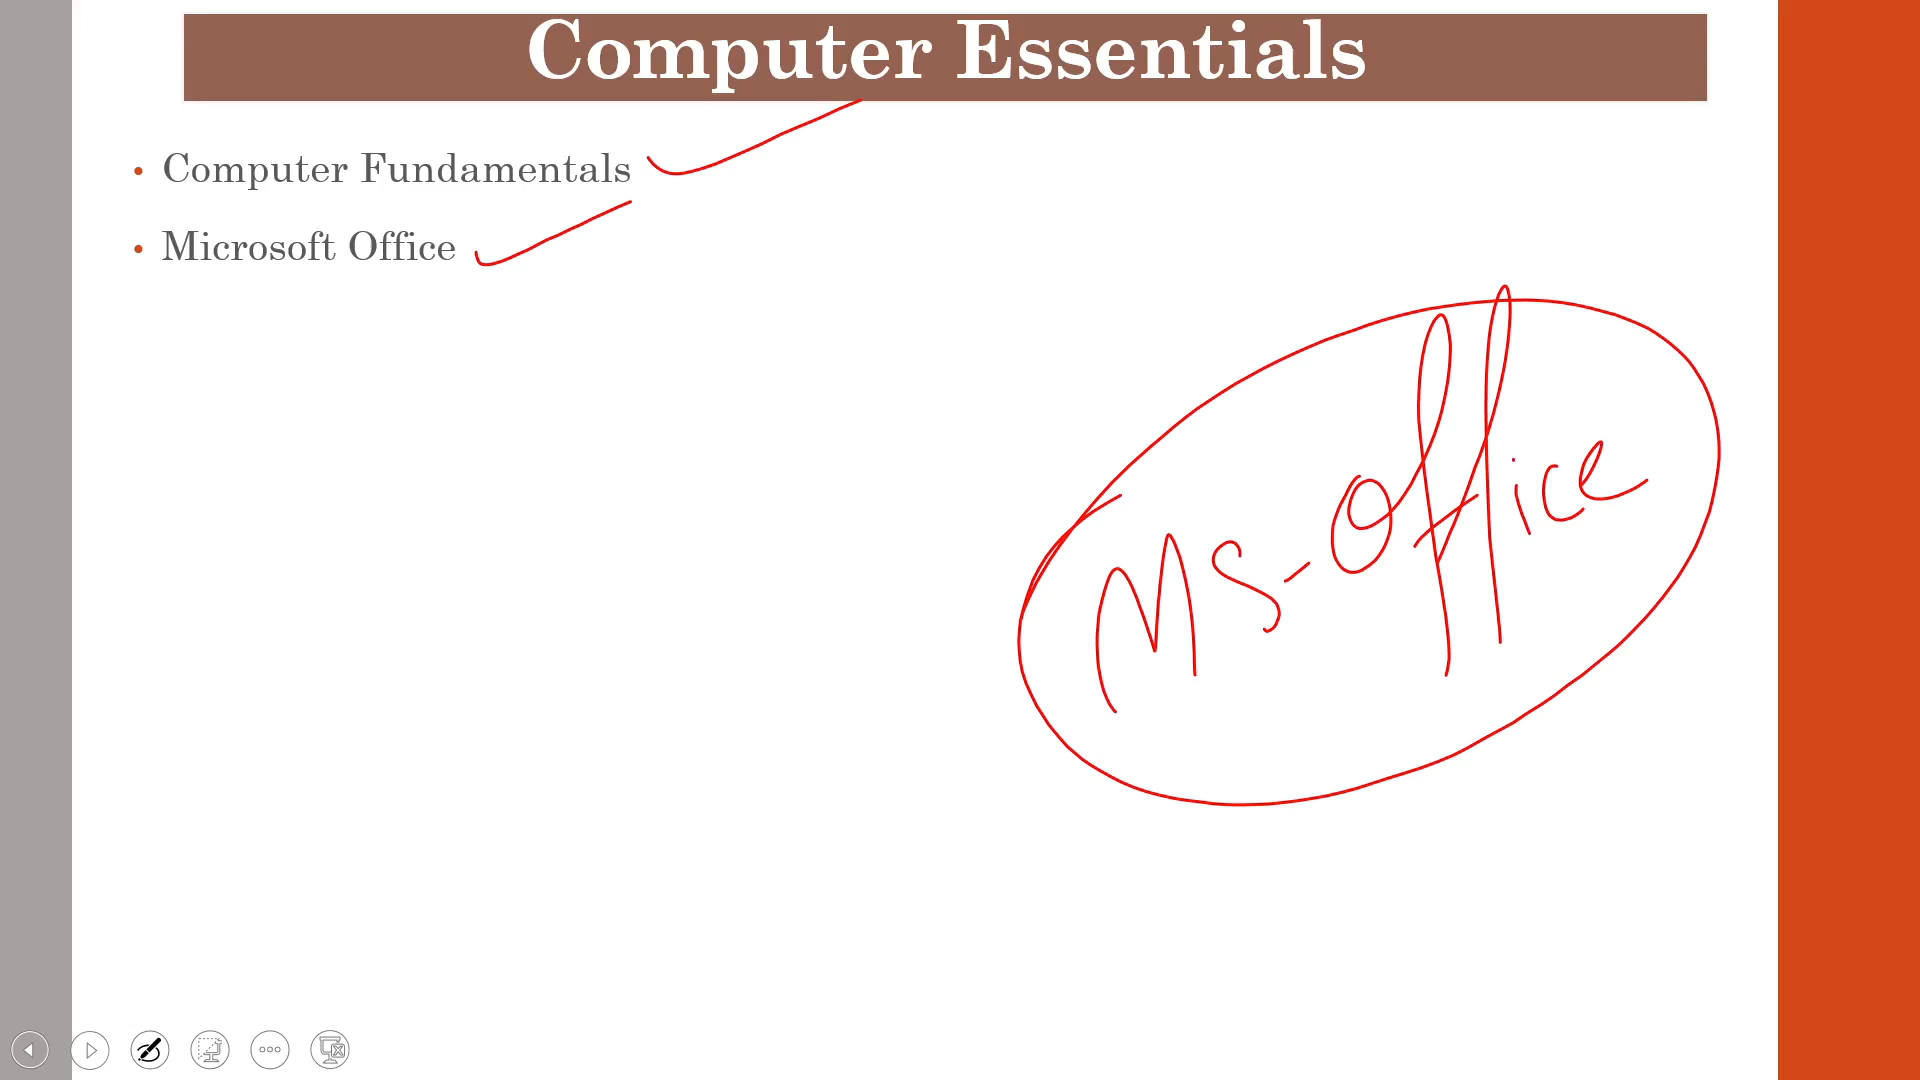 Computer Essentials
• Computer Fundamentals
• Microsoft Office
MS-Office